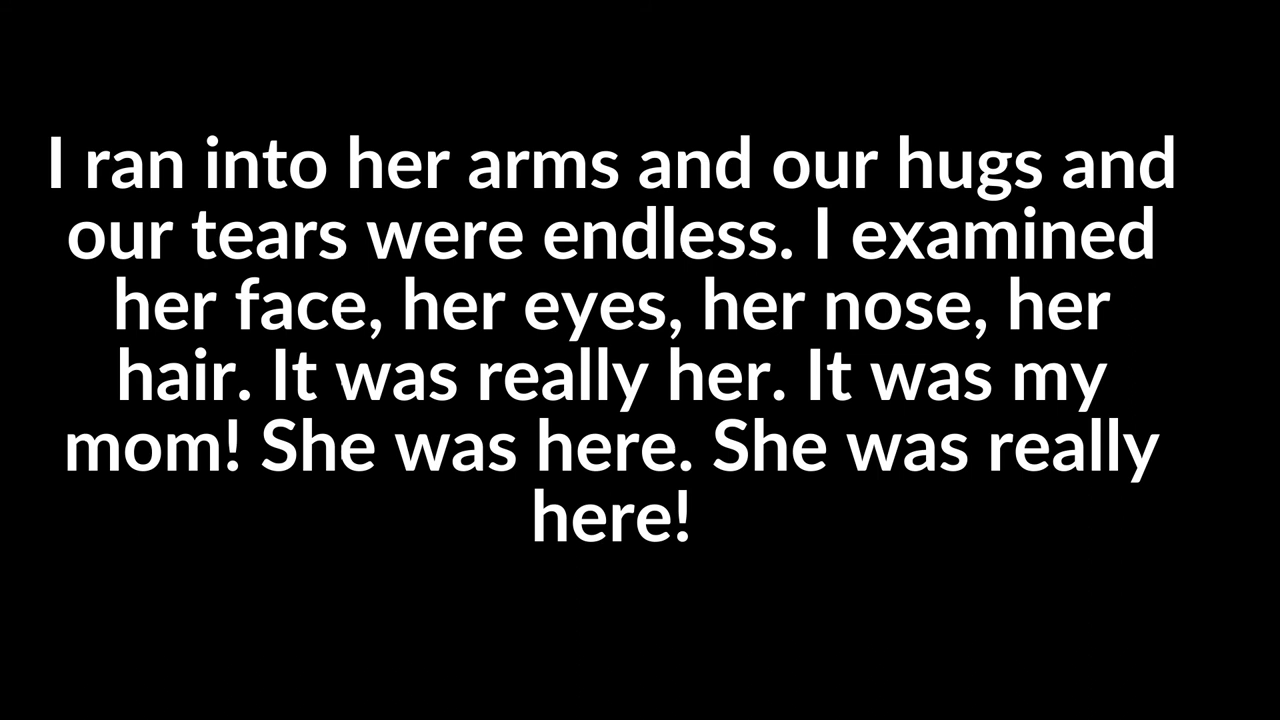 I ran into her arms and our hugs and
our tears were endless. I examined
her face, her eyes, her nose, her
hair. It was really her. It was my
mom! She was here. She was really
here!